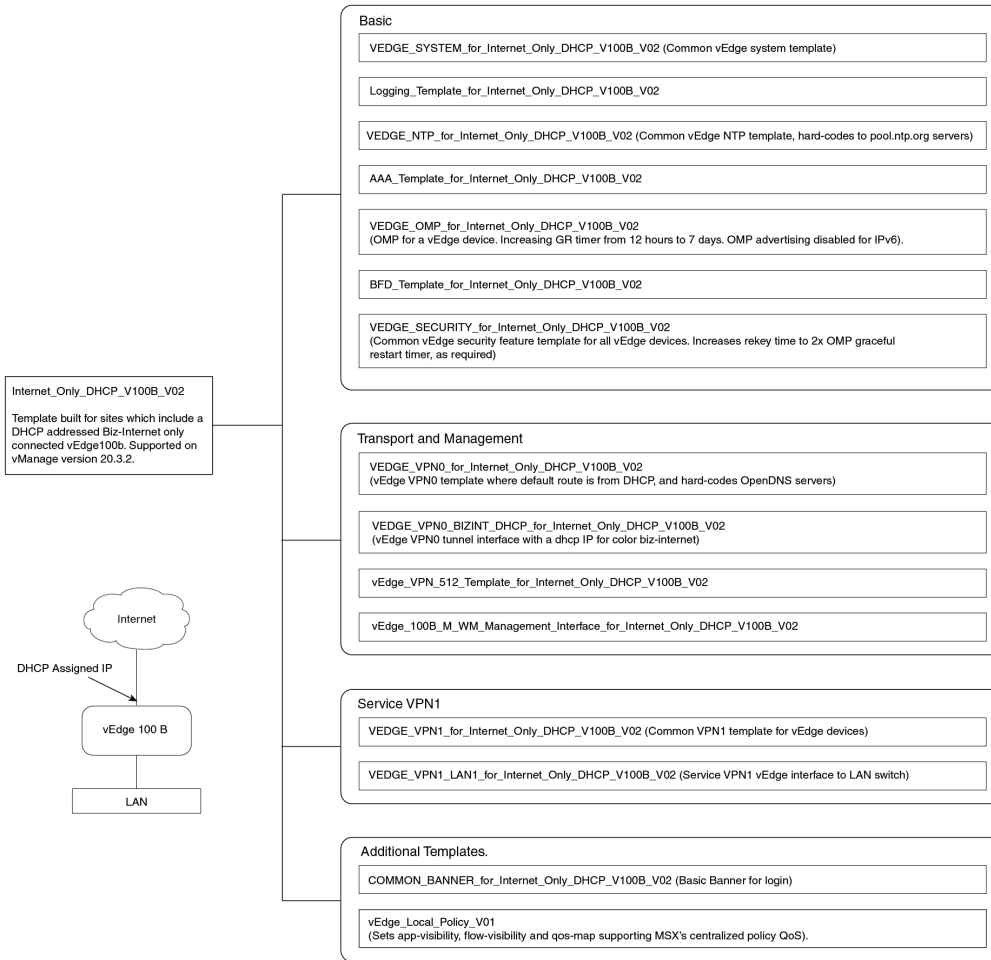 Basic
VEDGE_SYSTEM_for_Internet_Only_DHCP_V100B_V02 (Common vEdge system template)
Logging_Template_for_Internet_Only_DHCP_V100B_V02
VEDGE_NTP_for_Internet_Only_DHCP_V100B_V02 (Common vEdge NTP template, hard-codes to pool.ntp.org servers)
AAA_Template_for_Internet_Only_DHCP_V100B_V02
VEDGE_OMP_for_Internet_Only_DHCP_V100B_V02
(OMP for a vEdge device. Increasing GR timer from 12 hours to 7 days. OMP advertising disabled for IPv6).
BFD_Template_for_Internet_Only_DHCP_V100B_V02
VEDGE_SECURITY_for_Internet_Only_DHCP_V100B_V02
(Common vEdge security feature template for all vEdge devices. Increases rekey time to 2x OMP graceful
restart timer, as required)
Internet_Only_DHCP_V100B_V02
Template built for sites which include a
DHCP addressed Biz-Internet only
connected vEdge100b. Supported on
vManage version 20.3.2.
Transport and Management
VEDGE_VPN0_for_Internet_Only_DHCP_V100B_V02
(vEdge VPN0 template where default route is from DHCP, and hard-codes OpenDNS servers)
VEDGE_VPN0_BIZINT_DHCP_for_Internet_Only_DHCP_V100B_V02
(vEdge VPN0 tunnel interface with a dhcp IP for color biz-internet)
vEdge_VPN_512_Template_for_Internet_Only_DHCP_V100B_V02
vEdge_100B_M_WM_Management_Interface_for_Internet_Only_DHCP_V100B_V02
Internet
DHCP Assigned IP
vEdge 100 B
LAN
Service VPN1
VEDGE_VPN1_for_Internet_Only_DHCP_V100B_V02 (Common VPN1 template for vEdge devices)
VEDGE_VPN1_LAN1_for_Internet_Only_DHCP_V100B_V02 (Service VPN1 vEdge interface to LAN switch)
Additional Templates.
COMMON_BANNER_for_Internet_Only_DHCP_V100B_V02 (Basic Banner for login)
vEdge_Local_Policy_V01
(Sets app-visibility, flow-visibility and qos-map supporting MSX's centralized policy QoS).